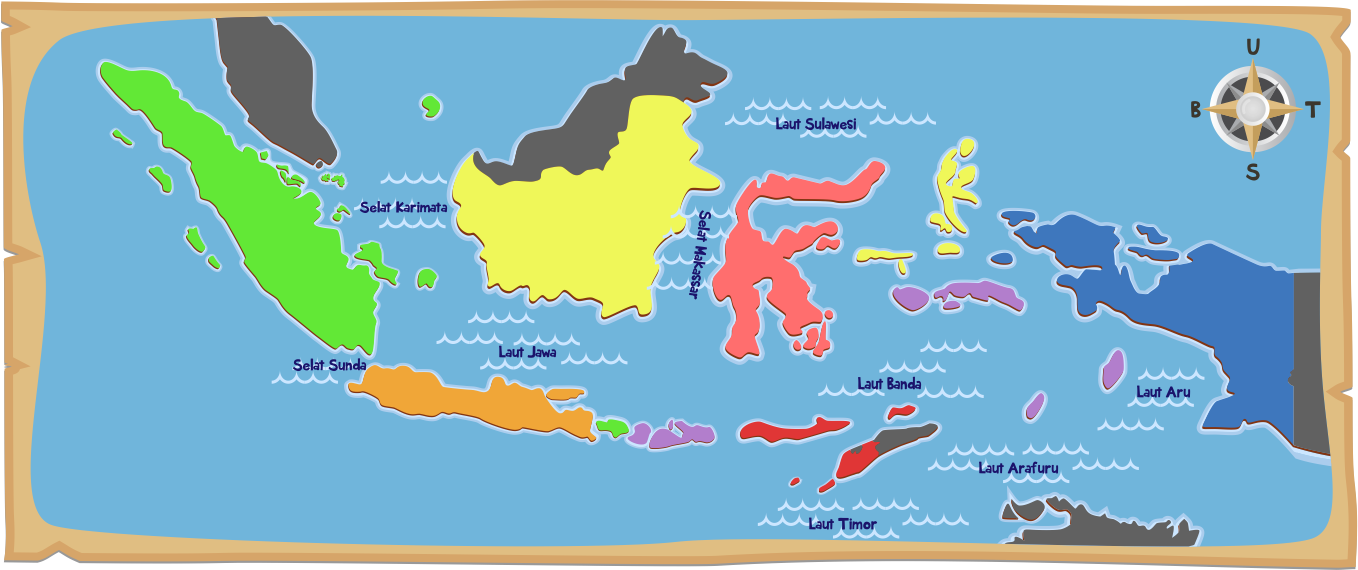 U
B
T
S
Laut Sulawesi
Selat Karimata
Selat Makassar
Laut Jawa
Selat Sunda
Laut Banda
Laut Aru
Laut Arafuru
Laut Timor